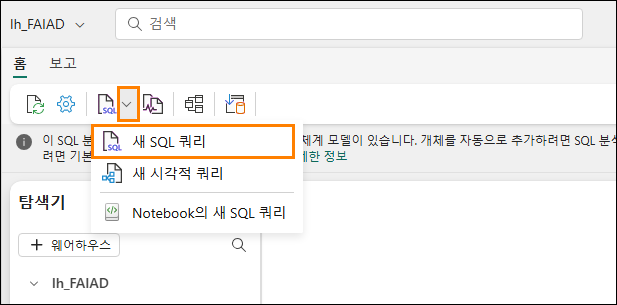 lh_FAIAD
검색
홈 보고
SQL
SQL 새 SQL 쿼리
이 SQL 분 체계 모델이 있습니다. 개체를 자동으로 추가하려면 SQL 분석
려면 기본 세한 정보
새 시각적 쿼리
Notebook의 새 SQL 쿼리
탐색기
+ 웨어하우스
lh_FAIAD